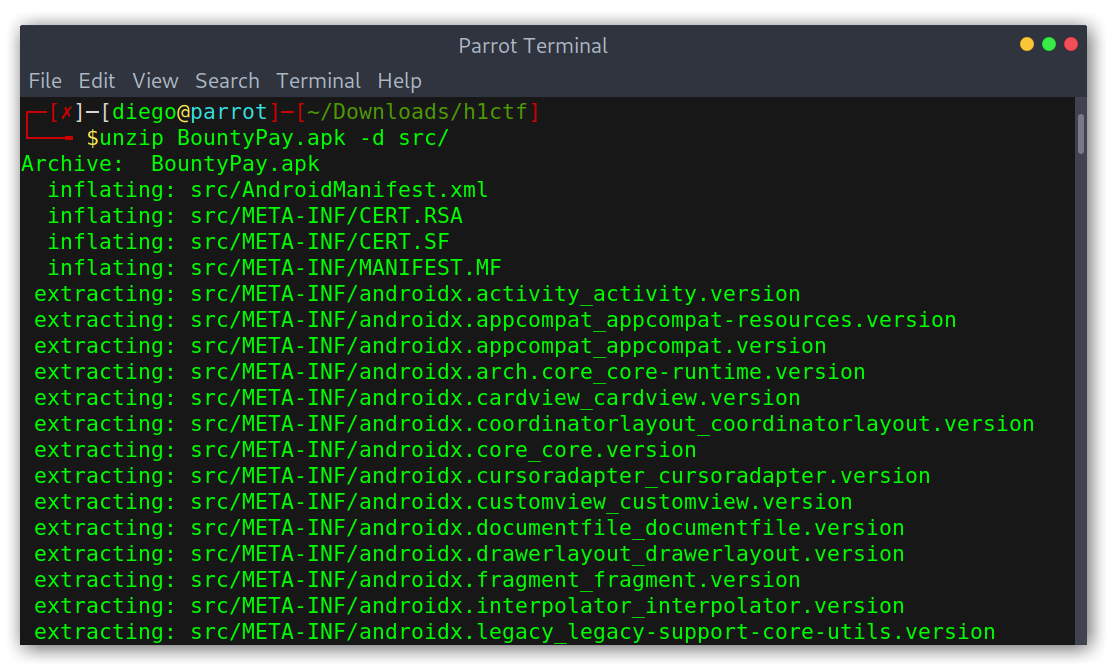 Parrot Terminal
File Edit View Search Terminal Help
┌─[✗]─[diego@parrot]─[~/Downloads/h1ctf]
└──╼ $unzip BountyPay.apk -d src/
Archive:  BountyPay.apk
  inflating: src/AndroidManifest.xml
  inflating: src/META-INF/CERT.RSA
  inflating: src/META-INF/CERT.SF
  inflating: src/META-INF/MANIFEST.MF
 extracting: src/META-INF/androidx.activity_activity.version
 extracting: src/META-INF/androidx.appcompat_appcompat-resources.version
 extracting: src/META-INF/androidx.appcompat_appcompat.version
 extracting: src/META-INF/androidx.arch.core_core-runtime.version
 extracting: src/META-INF/androidx.cardview_cardview.version
 extracting: src/META-INF/androidx.coordinatorlayout_coordinatorlayout.version
 extracting: src/META-INF/androidx.core_core.version
 extracting: src/META-INF/androidx.cursoradapter_cursoradapter.version
 extracting: src/META-INF/androidx.customview_customview.version
 extracting: src/META-INF/androidx.documentfile_documentfile.version
 extracting: src/META-INF/androidx.drawerlayout_drawerlayout.version
 extracting: src/META-INF/androidx.fragment_fragment.version
 extracting: src/META-INF/androidx.interpolator_interpolator.version
 extracting: src/META-INF/androidx.legacy_legacy-support-core-utils.version